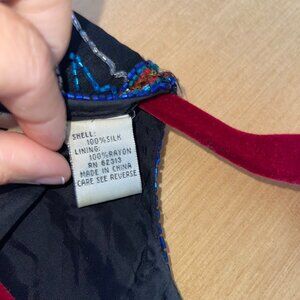 SHELL:
100% SILK
LINING:
100% RAYON
RN 62313
MADE IN CHINA
CARE SEE REVERSE